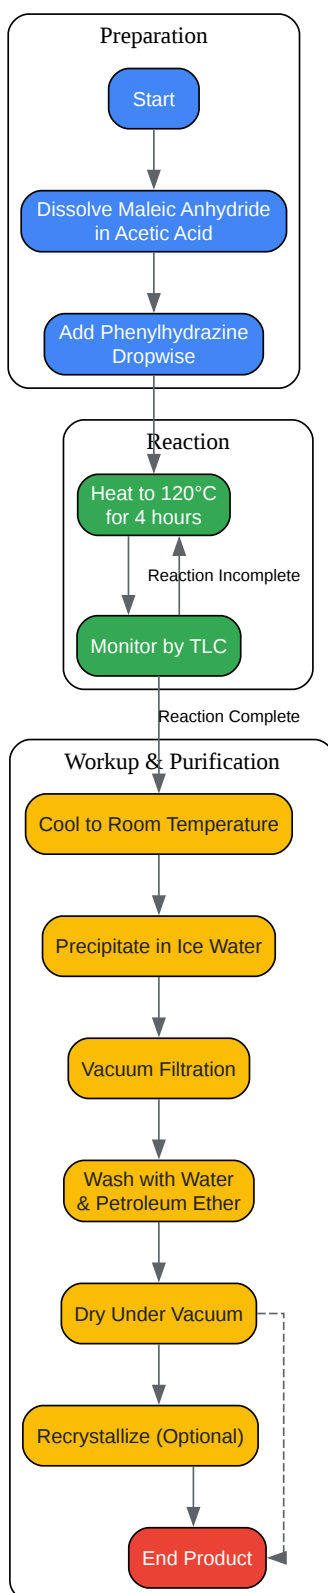 Preparation
Start
Dissolve Maleic Anhydride
in Acetic Acid
Add Phenylhydrazine
Dropwise
Reaction
Heat to 120°C
for 4 hours
Reaction Incomplete
Monitor by TLC
Reaction Complete
Workup & Purification
Cool to Room Temperature
Precipitate in Ice Water
Vacuum Filtration
Wash with Water
& Petroleum Ether
Dry Under Vacuum
Recrystallize (Optional)
End Product